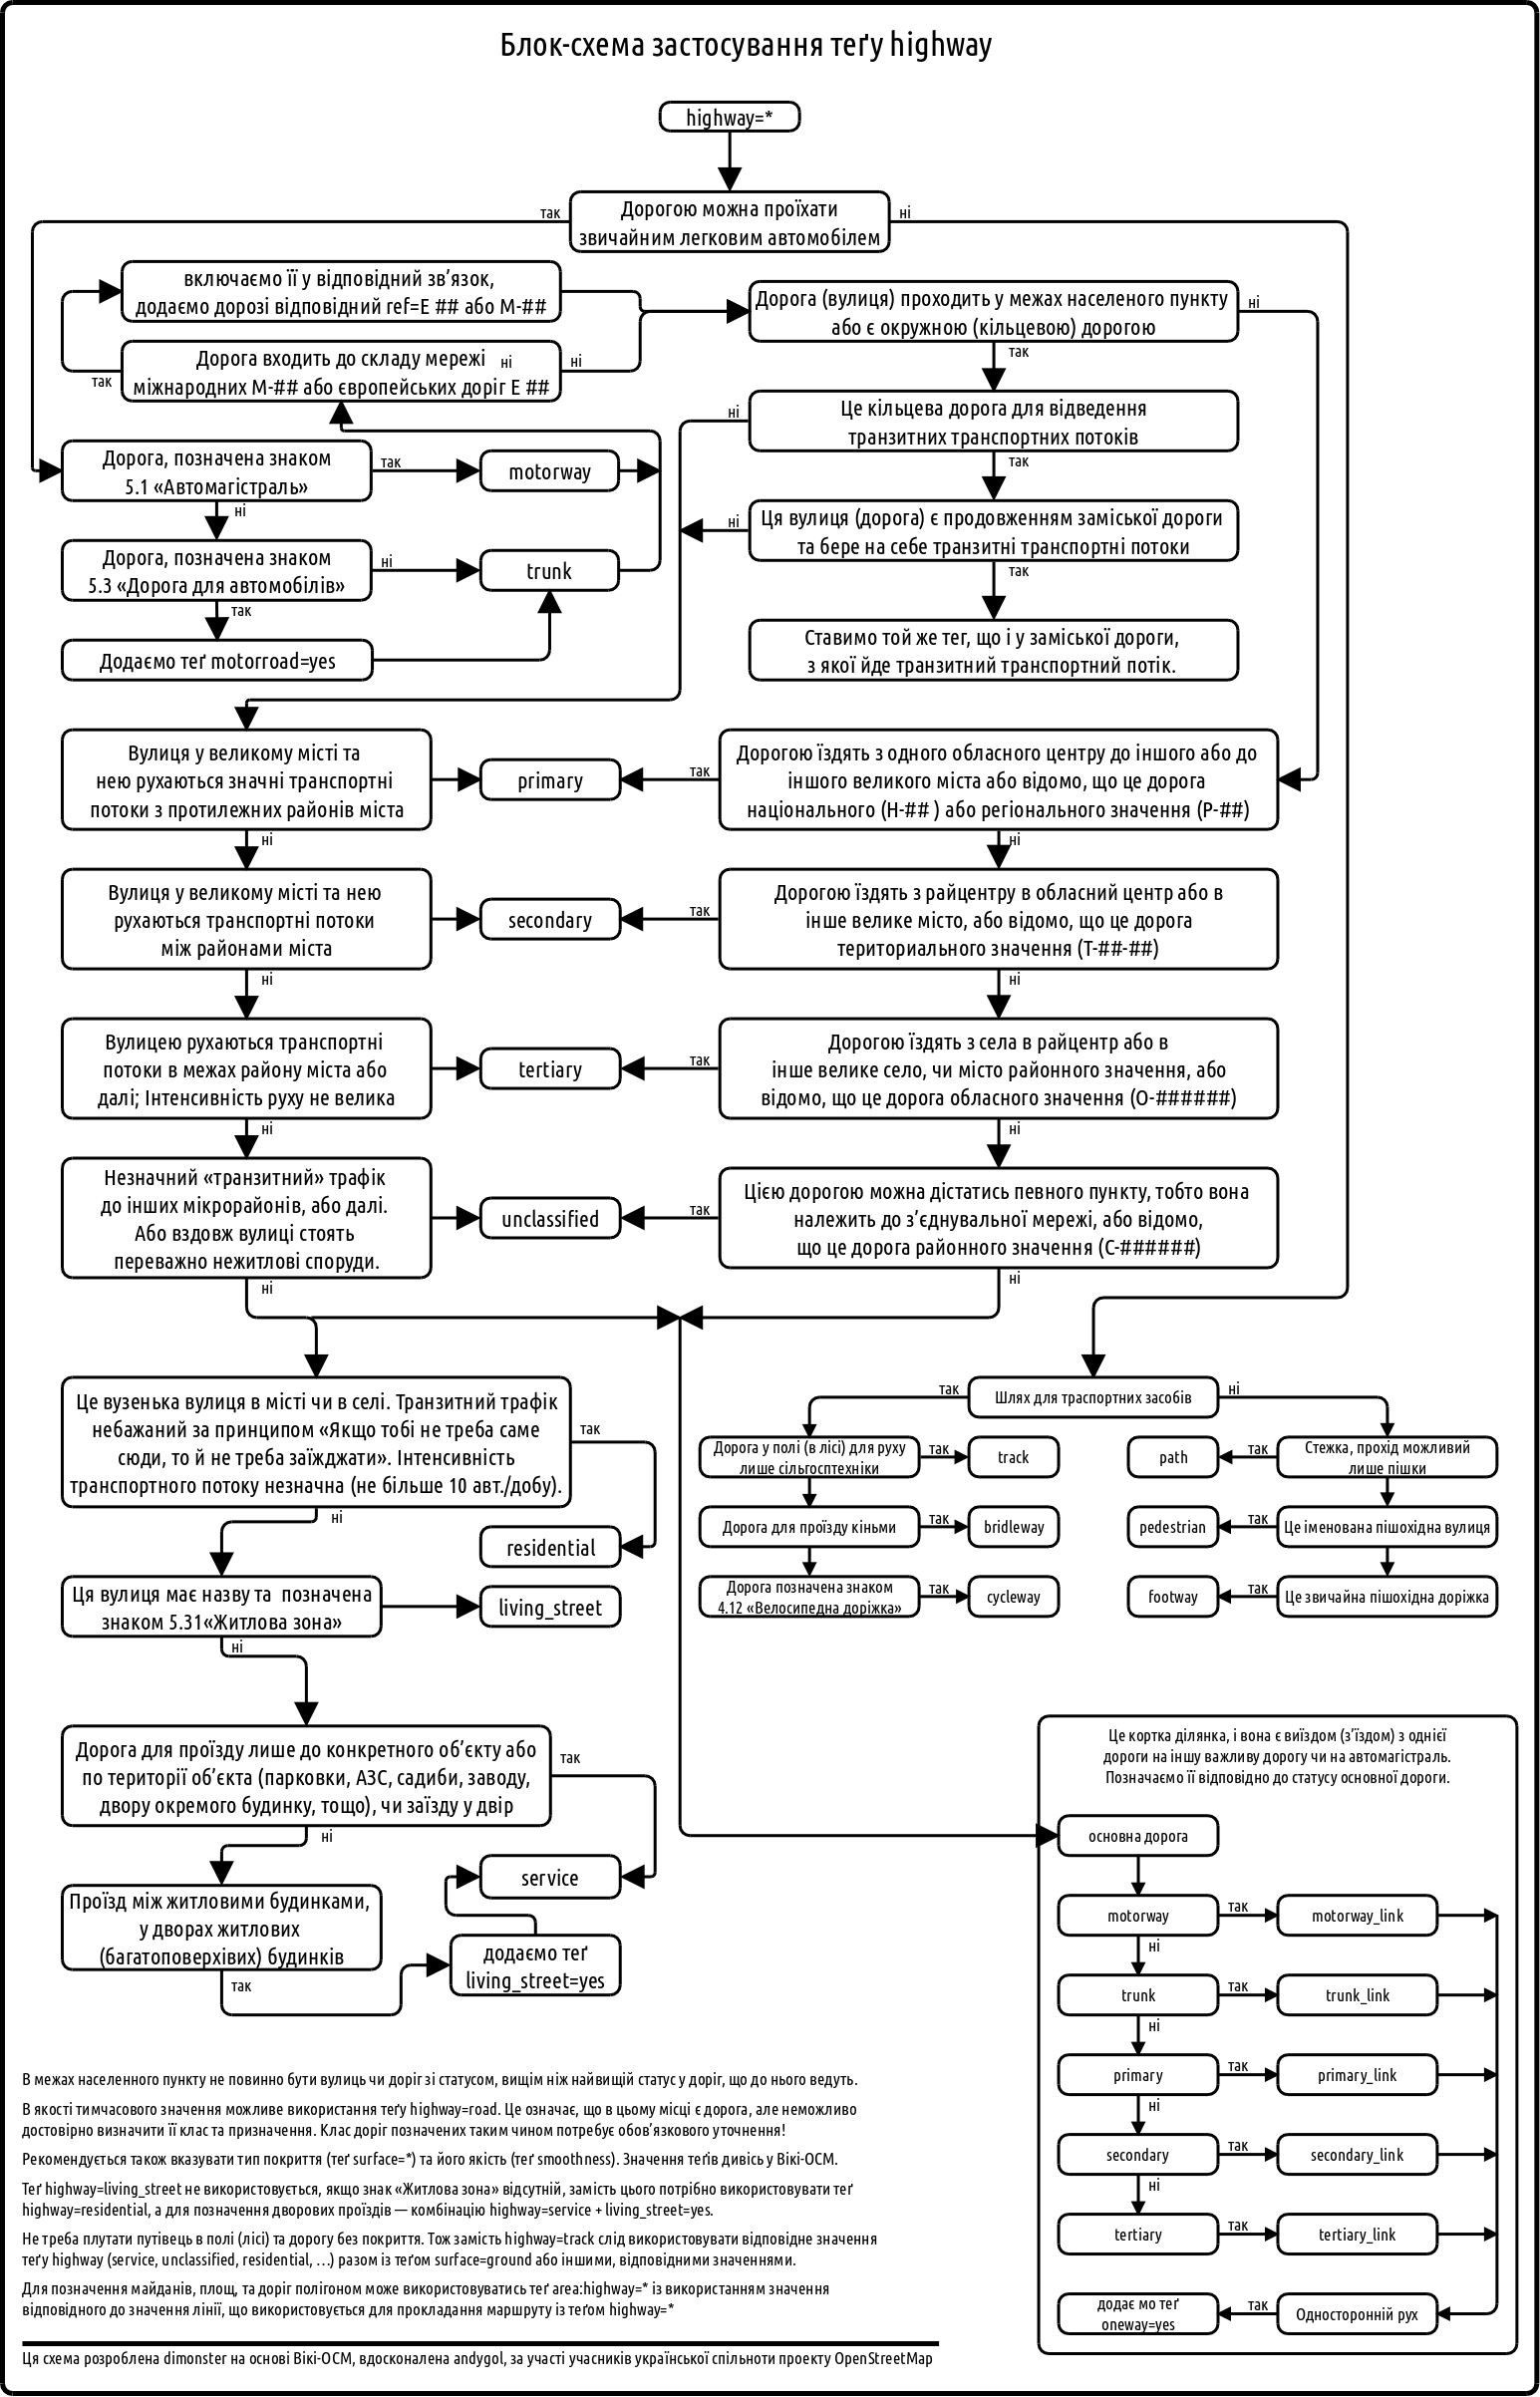 Блок-схема застосування теґу highway
highway=*
Дорогою можна проїхати
звичайним легковим автомобілем
так
ні
включаємо її у відповідний зв’язок,
додаємо дорозі відповідний ref=E ## або M-##
Дорога входить до складу мережі
міжнародних М-## або європейських доріг Е ##
ні
ні
так
Дорога, позначена знаком
5.1 «Автомагістраль»
так
motorway
ні
Дорога, позначена знаком
5.3 «Дорога для автомобілів»
ні
trunk
так
Додаємо теґ motorroad=yes
Дорога (вулиця) проходить у межах населеного пункту
або є окружною (кільцевою) дорогою
ні
так
Це кільцева дорога для відведення
транзитних транспортних потоків
ні
так
Ця вулиця (дорога) є продовженням заміської дороги
та бере на себе транзитні транспортні потоки
ні
так
Ставимо той же тег, що і у заміської дороги,
з якої йде транзитний транспортний потік.
Вулиця у великому місті та
нею рухаються значні транспортні
потоки з протилежних районів міста
primary
так
Дорогою їздять з одного обласного центру до іншого або до
іншого великого міста або відомо, що це дорога
національного (Н-## ) або регіонального значення (Р-##)
ні
ні
Вулиця у великому місті та нею
рухаються транспортні потоки
між районами міста
secondary
так
Дорогою їздять з райцентру в обласний центр або в
інше велике місто, або відомо, що це дорога
териториального значення (Т-##-##)
ні
ні
Вулицею рухаються транспортні
потоки в межах району міста або
далі; Інтенсивність руху не велика
tertiary
так
Дорогою їздять з села в райцентр або в
інше велике село, чи місто районного значення, або
відомо, що це дорога обласного значення (О-######)
ні
ні
Незначний «транзитний» трафік
до інших мікрорайонів, або далі.
Або вздовж вулиці стоять
переважно нежитлові споруди.
unclassified
так
Цією дорогою можна дістатись певного пункту, тобто вона
належить до з’єднувальної мережі, або відомо,
що це дорога районного значення (С-######)
ні
ні
Це вузенька вулиця в місті чи в селі. Транзитний трафік
небажаний за принципом «Якщо тобі не треба саме
сюди, то й не треба заїжджати». Інтенсивність
транспортного потоку незначна (не більше 10 авт./добу).
так
ні
residential
Ця вулиця має назву та  позначена
знаком 5.31«Житлова зона»
living_street
ні
Дорога для проїзду лише до конкретного об’єкту або
по території об’єкта (парковки, АЗС, садиби, заводу,
двору окремого будинку, тощо), чи заїзду у двір
так
ні
service
Проїзд між житловими будинками,
у дворах житлових
(багатоповерхівих) будинків
так
додаємо теґ
living_street=yes
Шлях для траспортних засобів
так
ні
Дорога у полі (в лісі) для руху
лише сільгосптехніки
так
track
Дорога для проїзду кіньми
так
bridleway
Дорога позначена знаком
4.12 «Велосипедна доріжка»
так
cycleway
path
так
Стежка, прохід можливий
лише пішки
pedestrian
так
Це іменована пішохідна вулиця
footway
так
Це звичайна пішохідна доріжка
Це кортка ділянка, і вона є виїздом (з’їздом) з однієї
дороги на іншу важливу дорогу чи на автомагістраль.
Позначаємо її відповідно до статусу основної дороги.
основна дорога
motorway
так
motorway_link
ні
trunk
так
trunk_link
ні
primary
так
primary_link
ні
secondary
так
secondary_link
ні
tertiary
так
tertiary_link
додає мо теґ
oneway=yes
так
Односторонній рух
В межах населенного пункту не повинно бути вулиць чи доріг зі статусом, вищім ніж найвищій статус у доріг, що до нього ведуть.
В якості тимчасового значення можливе використання теґу highway=road. Це означає, що в цьому місці є дорога, але неможливо
достовірно визначити її клас та призначення. Клас доріг позначених таким чином потребує обов’язкового уточнення!
Рекомендується також вказувати тип покриття (теґ surface=*) та його якість (теґ smoothness). Значення теґів дивісь у Вікі-ОСМ.
Теґ highway=living_street не використовується, якщо знак «Житлова зона» відсутній, замість цього потрібно використовувати теґ
highway=residential, а для позначення дворових проїздів — комбінацію highway=service + living_street=yes.
Не треба плутати путівець в полі (лісі) та дорогу без покриття. Тож замість highway=track слід використовувати відповідне значення
теґу highway (service, unclassified, residential, …) разом із теґом surface=ground або іншими, відповідними значеннями.
Для позначення майданів, площ, та доріг полігоном може використовуватись теґ area:highway=* із використанням значення
відповідного до значення лінії, що використовується для прокладання маршруту із теґом highway=*
Ця схема розроблена dimonster на основі Вікі-ОСМ, вдосконалена andygol, за участі учасників української спільноти проекту OpenStreetMap